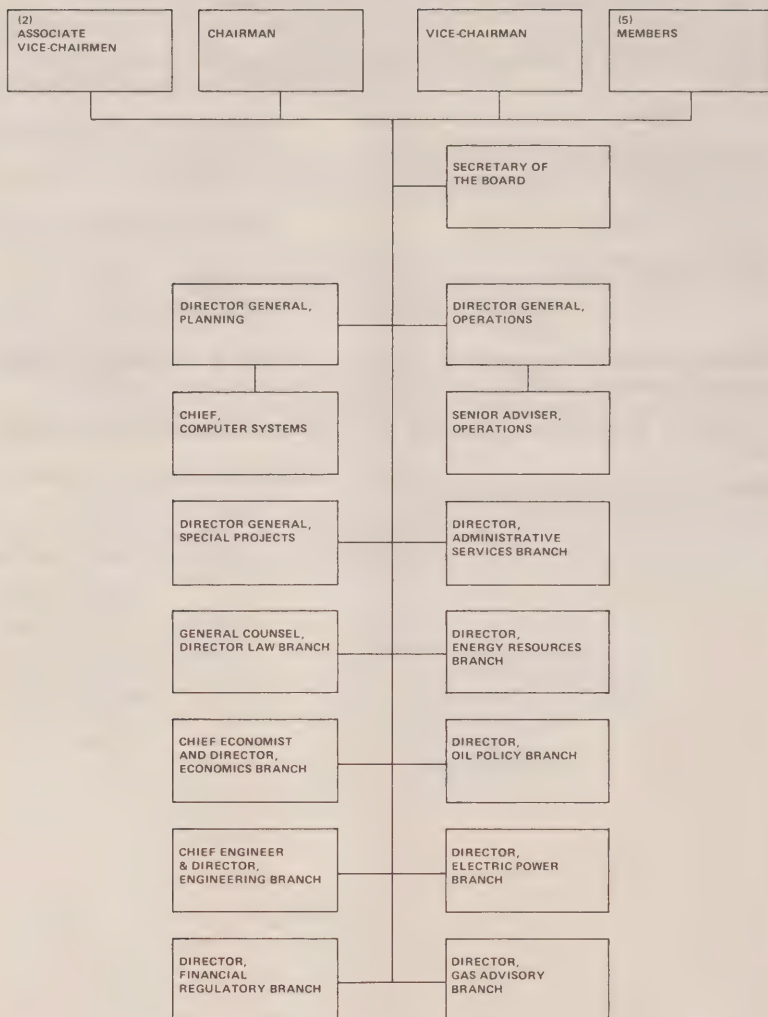 (2)
ASSOCIATE
VICE-CHAIRMEN
CHAIRMAN
VICE-CHAIRMAN
(5)
MEMBERS
SECRETARY OF
THE BOARD
DIRECTOR GENERAL,
PLANNING
DIRECTOR GENERAL,
OPERATIONS
CHIEF,
COMPUTER SYSTEMS
SENIOR ADVISER,
OPERATIONS
DIRECTOR GENERAL,
SPECIAL PROJECTS
DIRECTOR,
ADMINISTRATIVE
SERVICES BRANCH
GENERAL COUNSEL,
DIRECTOR LAW BRANCH
DIRECTOR,
ENERGY RESOURCES
BRANCH
CHIEF ECONOMIST
AND DIRECTOR,
ECONOMICS BRANCH
DIRECTOR,
OIL POLICY BRANCH
CHIEF ENGINEER
& DIRECTOR,
ENGINEERING BRANCH
DIRECTOR,
ELECTRIC POWER
BRANCH
DIRECTOR,
FINANCIAL
REGULATORY BRANCH
DIRECTOR,
GAS ADVISORY
BRANCH